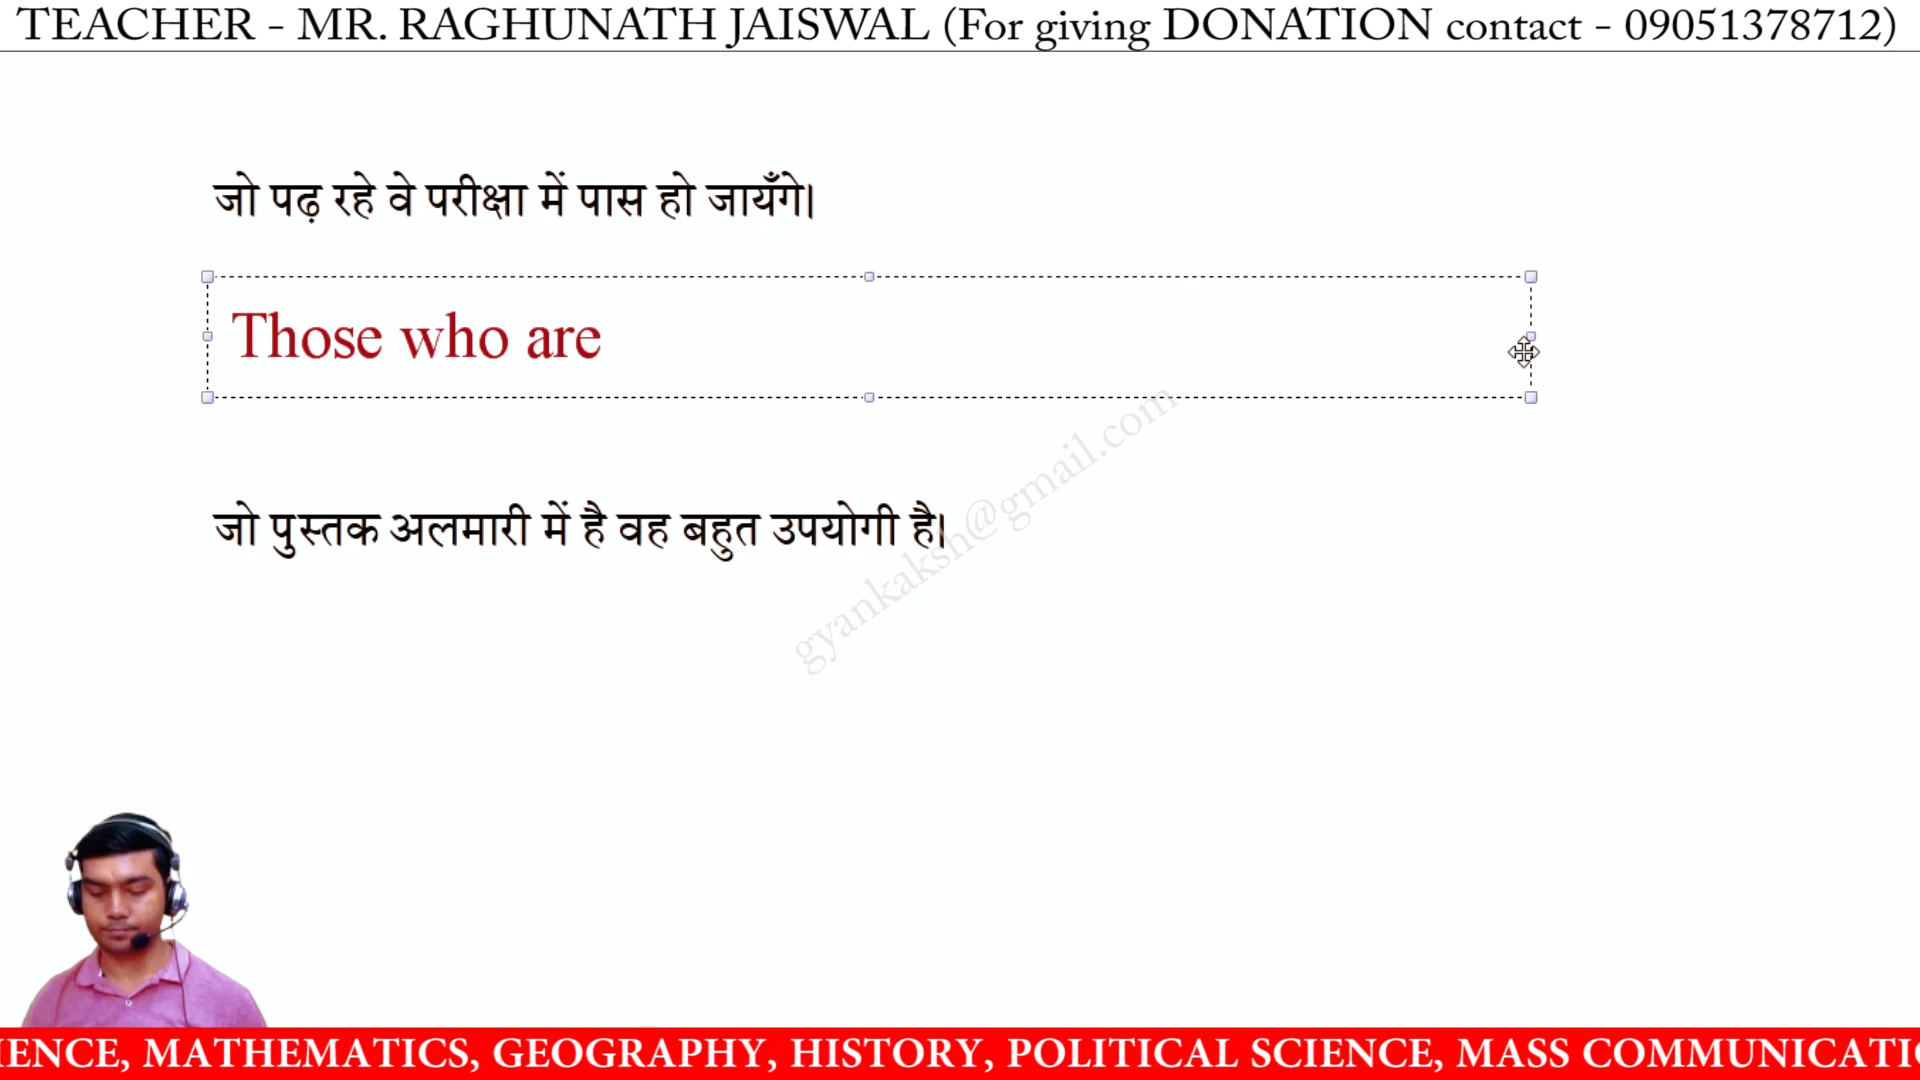 TEACHER - MR. RAGHUNATH JAISWAL (For giving DONATION contact - 09051378712)
जो पढ़ रहे वे परीक्षा में पास हो जायँगे।
Those who are
जो पुस्तक अलमारी में है वह बहुत उपयोगी है।
gyankaksh@gmail.com
IENCE, MATHEMATICS, GEOGRAPHY, HISTORY, POLITICAL SCIENCE, MASS COMMUNICATIO